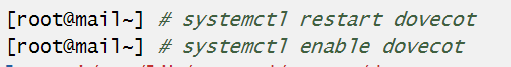 [root@mail~] # systemctl restart dovecot
[root@mail~] # systemctl enable dovecot